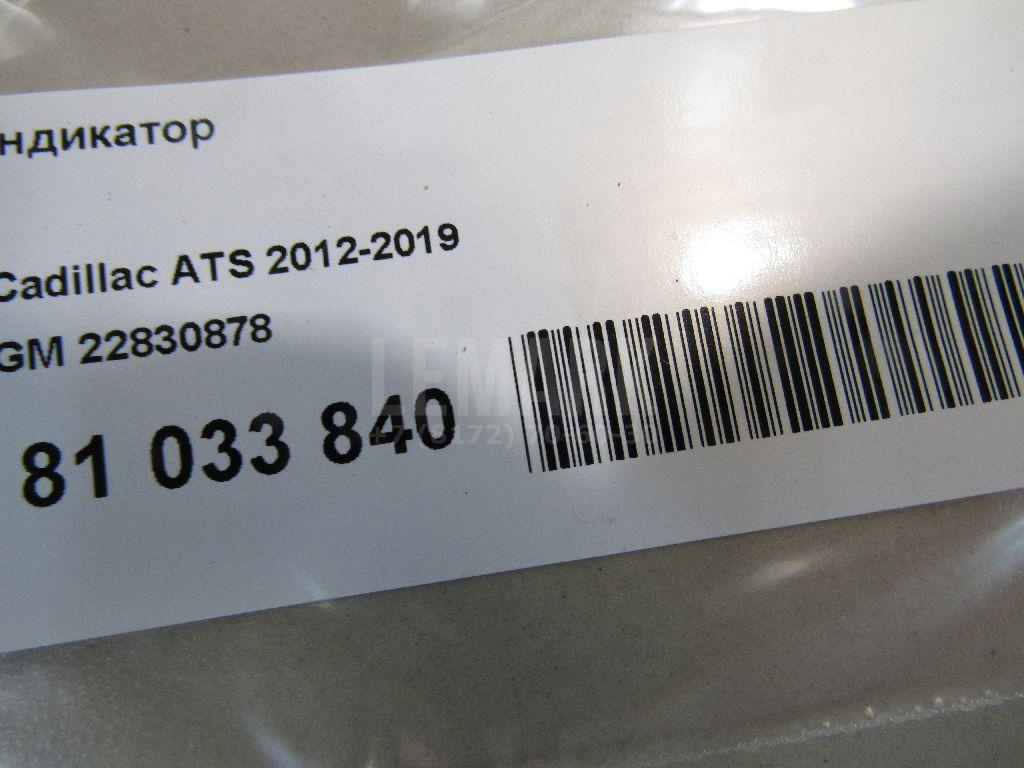 ндикатор
Cadillac ATS 2012-2019
GM 22830878
81 033 840